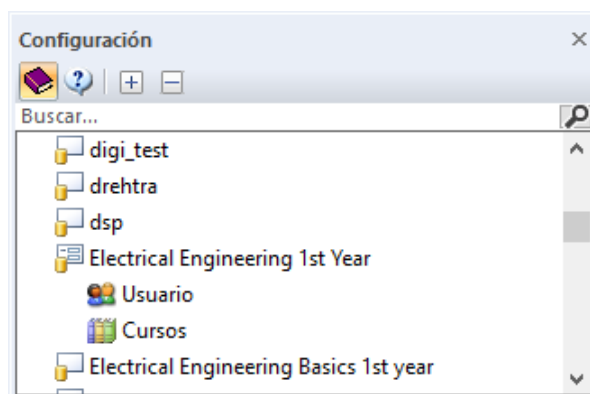 Configuración
Buscar...
digi_test
drehtra
dsp
Electrical Engineering 1st Year
Usuario
Cursos
Electrical Engineering Basics 1st year